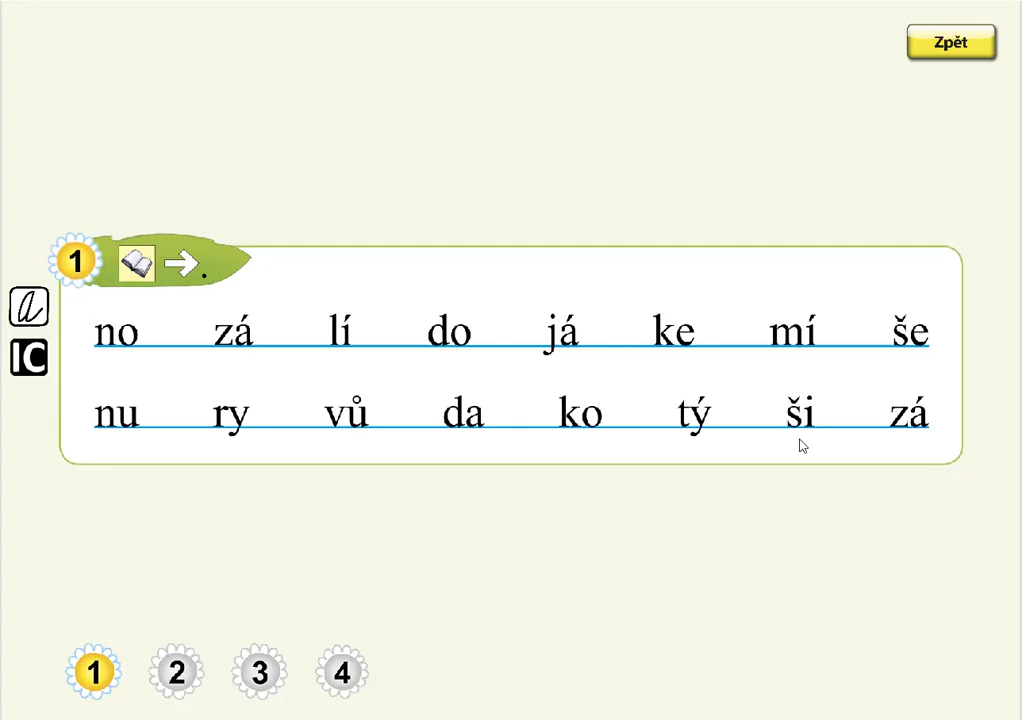 Zpět
1 .
a
IC
no zá lí do já ke mí še
nu ry vů da ko tý ši zá
1 2 3 4